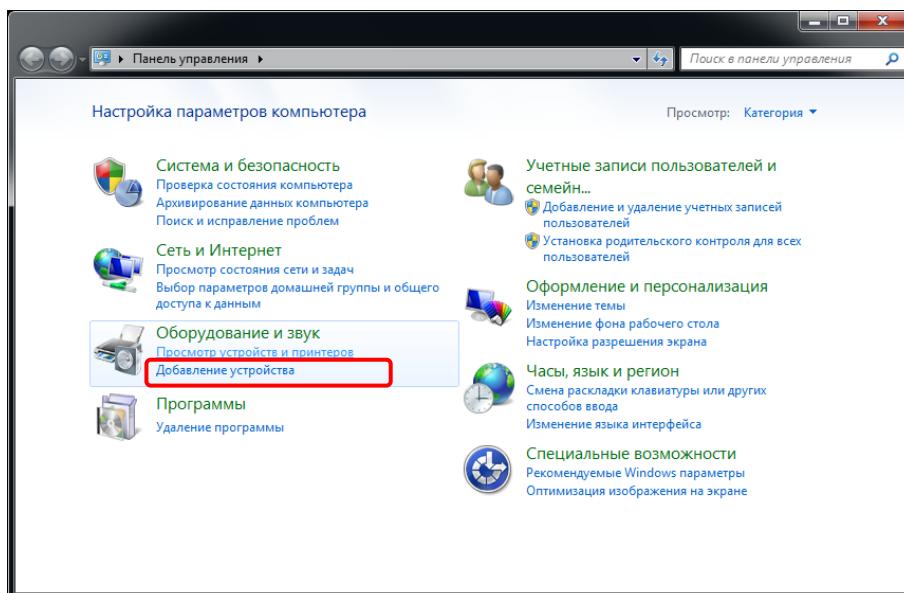 Панель управления
Поиск в панели управления
Настройка параметров компьютера
Просмотр: Категория
Система и безопасность
Проверка состояния компьютера
Архивирование данных компьютера
Поиск и исправление проблем
Сеть и Интернет
Просмотр состояния сети и задач
Выбор параметров домашней группы и общего
доступа к данным
Оборудование и звук
Просмотр устройств и принтеров
Добавление устройства
Программы
Удаление программы
Учетные записи пользователей и
семейн...
Добавление и удаление учетных записей
пользователей
Установка родительского контроля для всех
пользователей
Оформление и персонализация
Изменение темы
Изменение фона рабочего стола
Настройка разрешения экрана
Часы, язык и регион
Смена раскладки клавиатуры или других
способов ввода
Изменение языка интерфейса
Специальные возможности
Рекомендуемые Windows параметры
Оптимизация изображения на экране